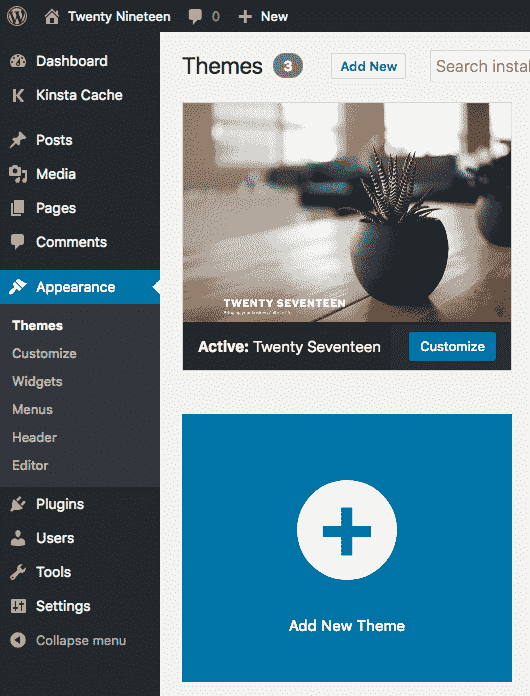 Twenty Nineteen 0 New
Dashboard
Kinsta Cache
Posts
Media
Pages
Comments
Appearance
Themes
Customize
Widgets
Menus
Header
Editor
Plugins
Users
Tools
Settings
Collapse menu
Themes 3 Add New Search instal
TWENTY SEVENTEEN
Active: Twenty Seventeen Customize
Add New Theme